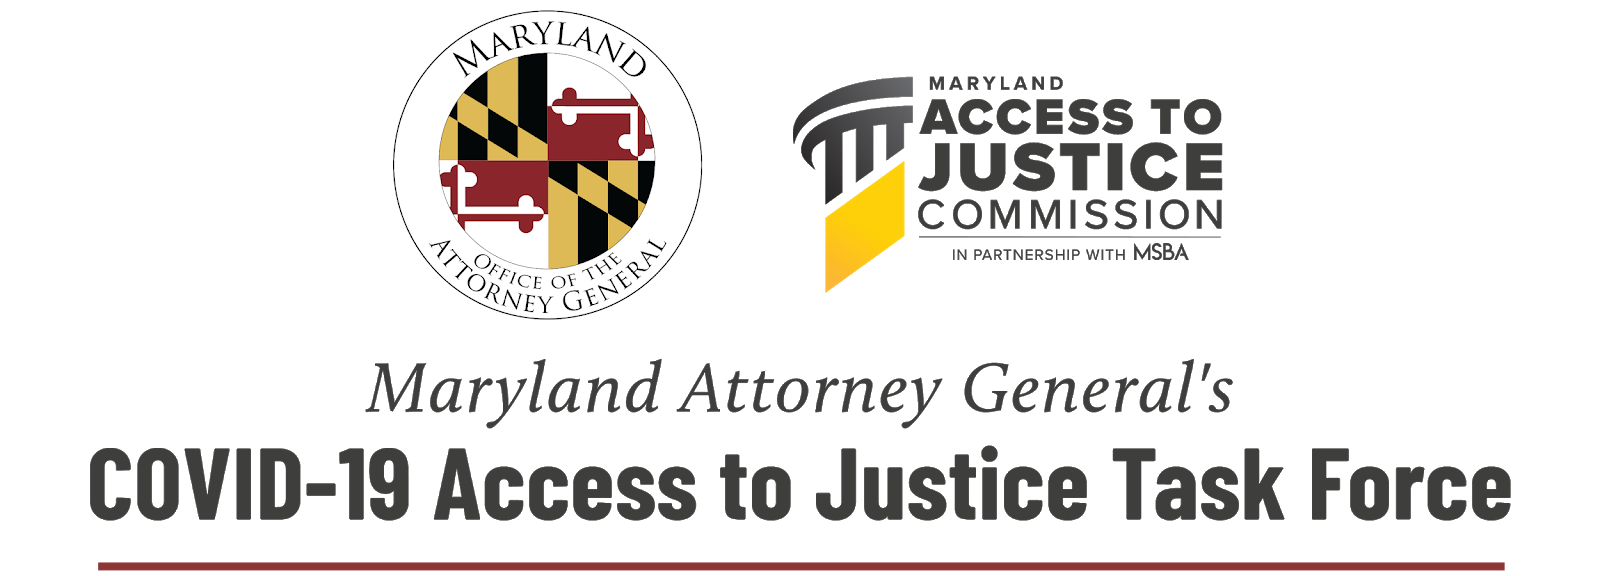 MARYLAND
OFFICE OF THE
ATTORNEY GENERAL
MARYLAND
ACCESS TO
JUSTICE
COMMISSION
IN PARTNERSHIP WITH MSBA
Maryland Attorney General's
COVID-19 Access to Justice Task Force